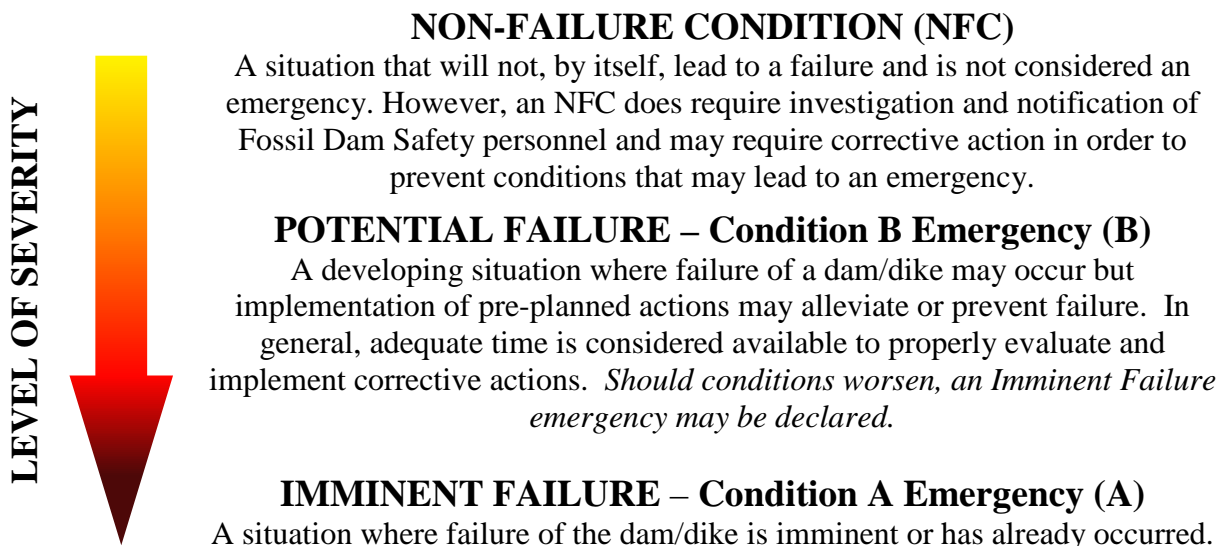 LEVEL OF SEVERITY
NON-FAILURE CONDITION (NFC)
A situation that will not, by itself, lead to a failure and is not considered an
emergency. However, an NFC does require investigation and notification of
Fossil Dam Safety personnel and may require corrective action in order to
prevent conditions that may lead to an emergency.
POTENTIAL FAILURE – Condition B Emergency (B)
A developing situation where failure of a dam/dike may occur but
implementation of pre-planned actions may alleviate or prevent failure.  In
general, adequate time is considered available to properly evaluate and
implement corrective actions.  Should conditions worsen, an Imminent Failure
emergency may be declared.
IMMINENT FAILURE – Condition A Emergency (A)
A situation where failure of the dam/dike is imminent or has already occurred.